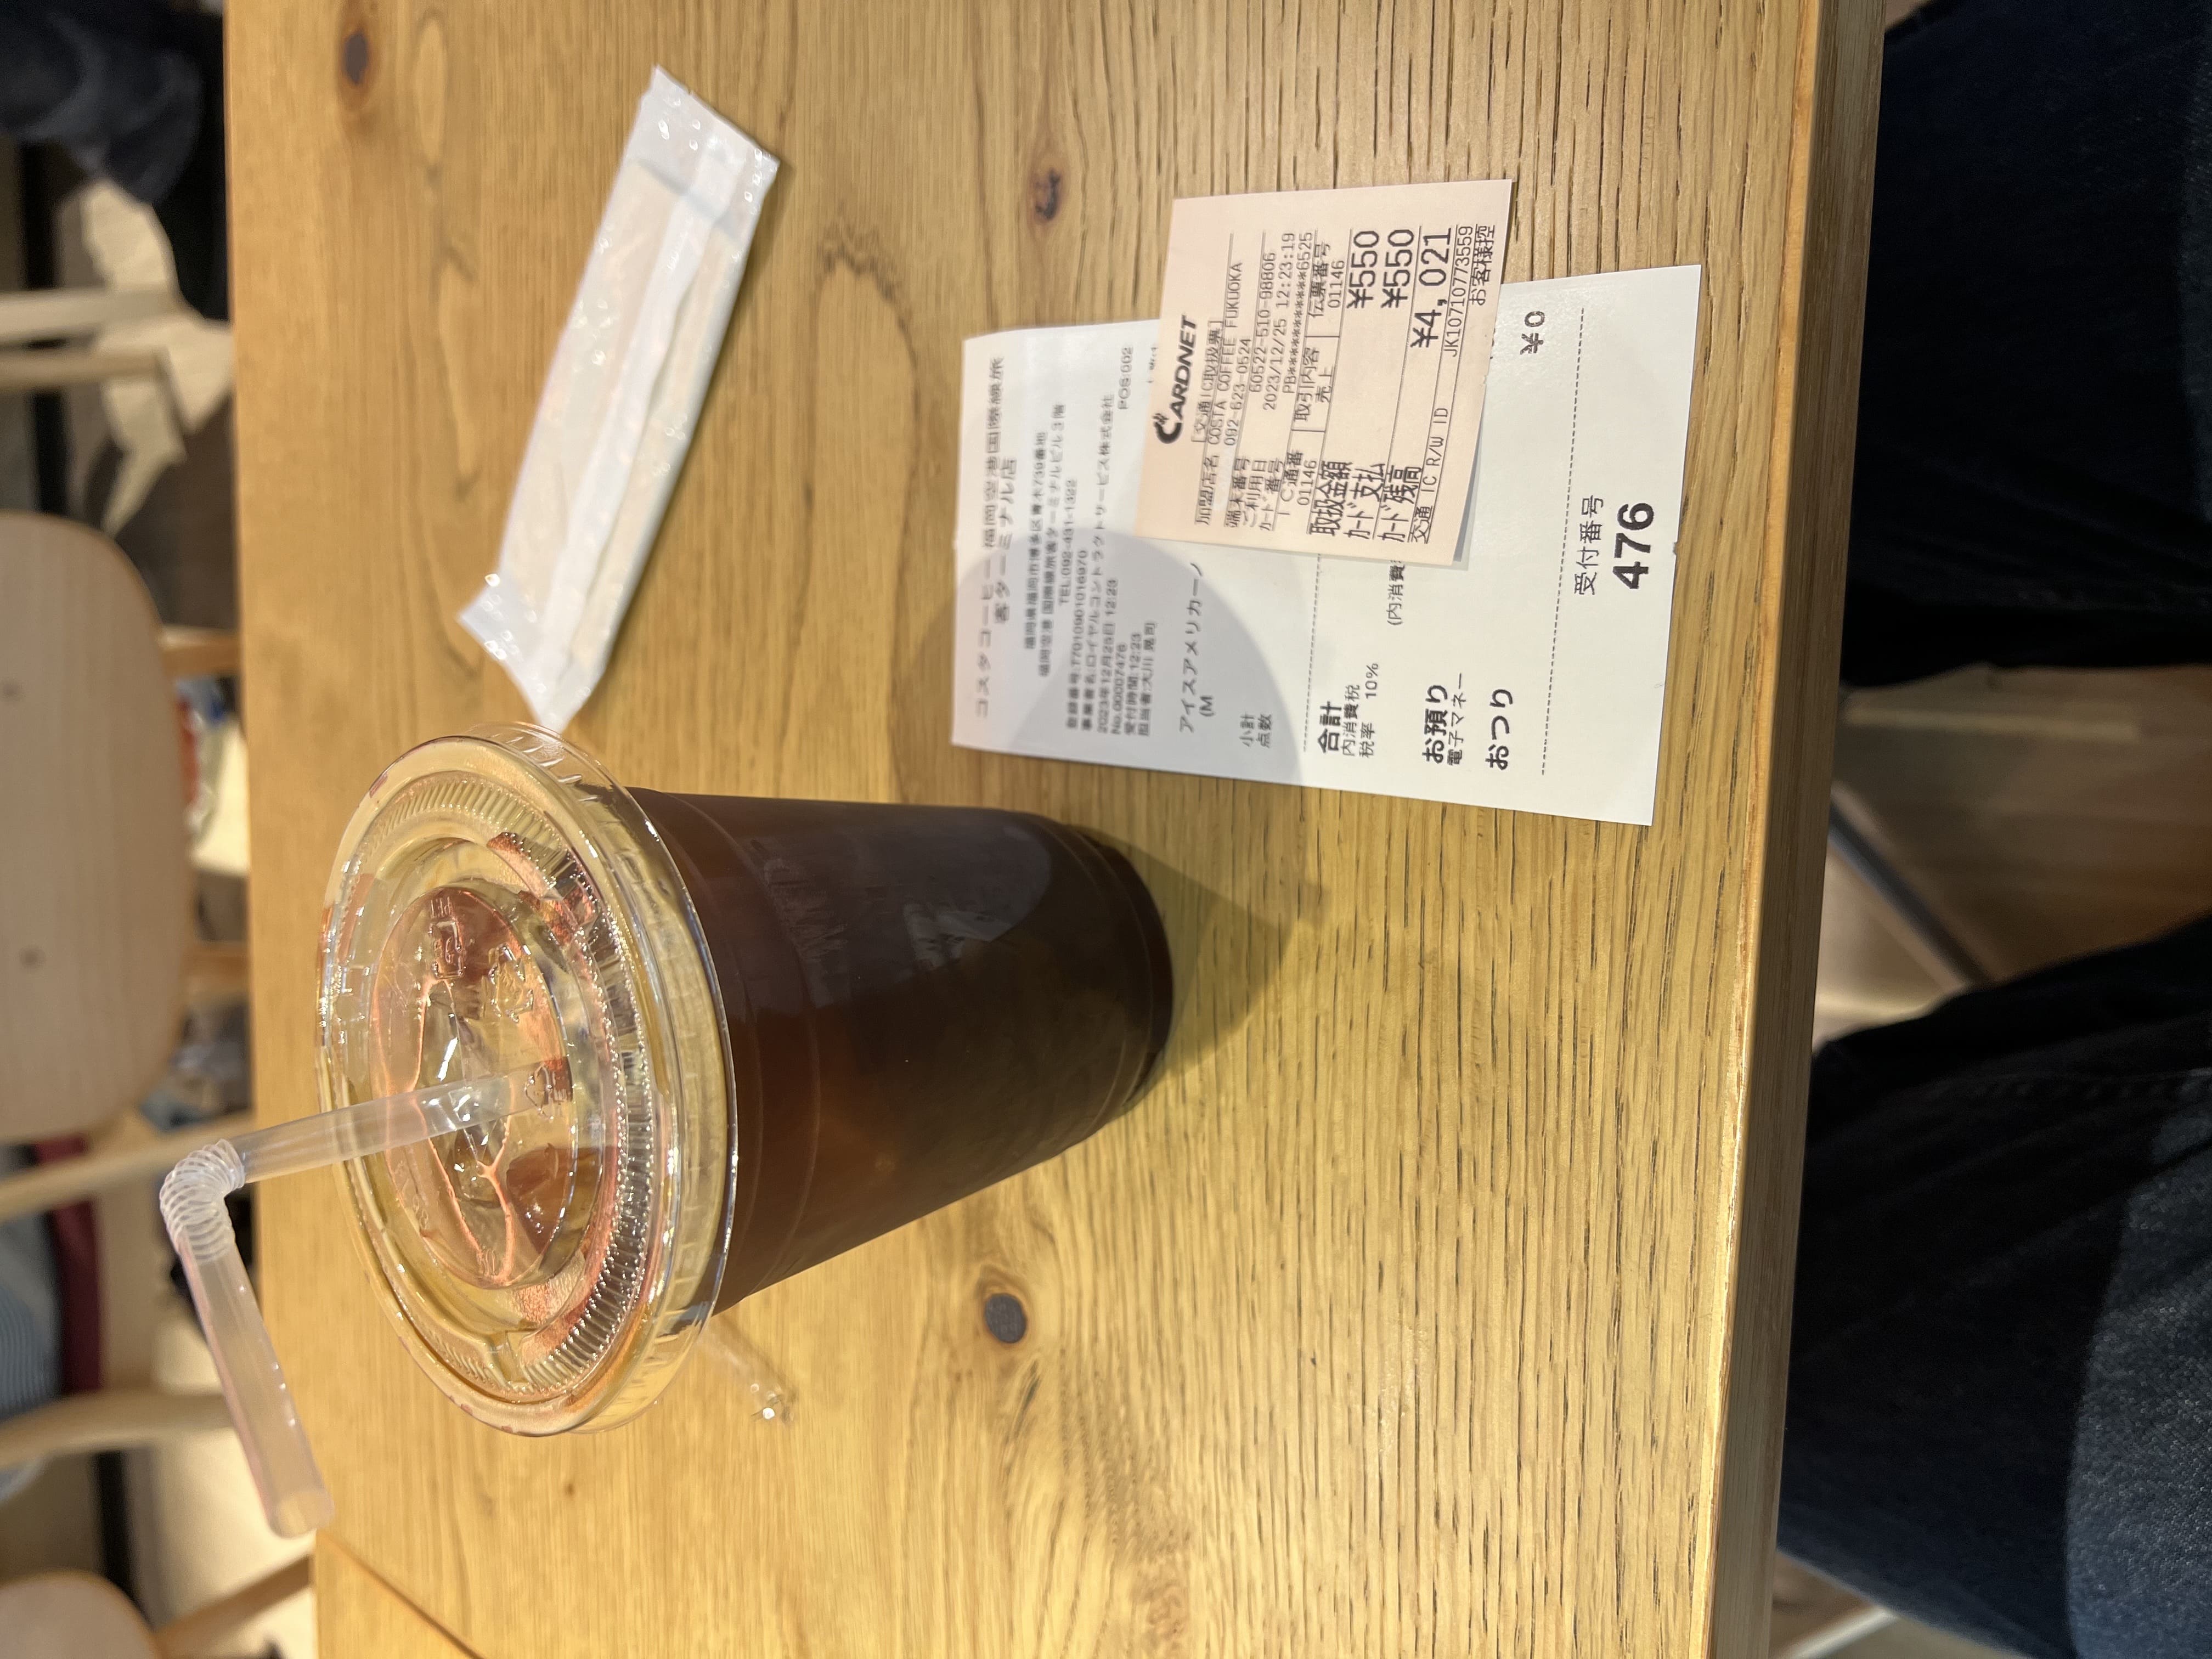 コスタコーヒー 福岡空港国際線旅
客ターミナル店
福岡県福岡市博多区青木739番地
福岡空港 国際線旅客ターミナルビル3階
TEL:092-431-1322
登録番号:T7010901016970
事業者名:ロイヤルコントラクトサービス株式会社
2023年12月25日 12:23
POS:002
No.00007476
受付時間:12:23
担当者:大川 晃司
アイスアメリカーノ
(M
小計
点数
合計
内消費税
税率 10%
(内消費
お預り
電子マネー
おつり
¥0
受付番号
476
CARDNET
[交通IC取扱票]
加盟店名 COSTA COFFEE FUKUOKA
092-623-0524
端末番号 60522-510-98806
ご利用日 2023/12/25 12:23:19
カード番号 PB***********6525
IC通番 取引内容 伝票番号
01146 売上 01146
取扱金額 ¥550
カード支払 ¥550
カード残高 ¥4,021
交通 IC R/W ID JK10710773559
お客様控